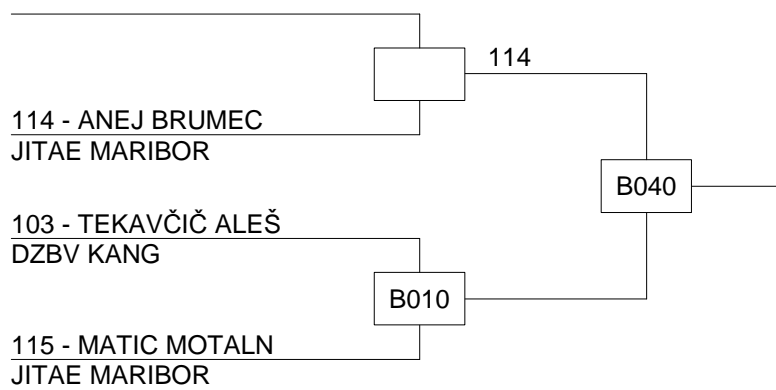 114
114 - ANEJ BRUMEC
JITAE MARIBOR
B040
103 - TEKAVČIČ ALEŠ
DZBV KANG
B010
115 - MATIC MOTALN
JITAE MARIBOR